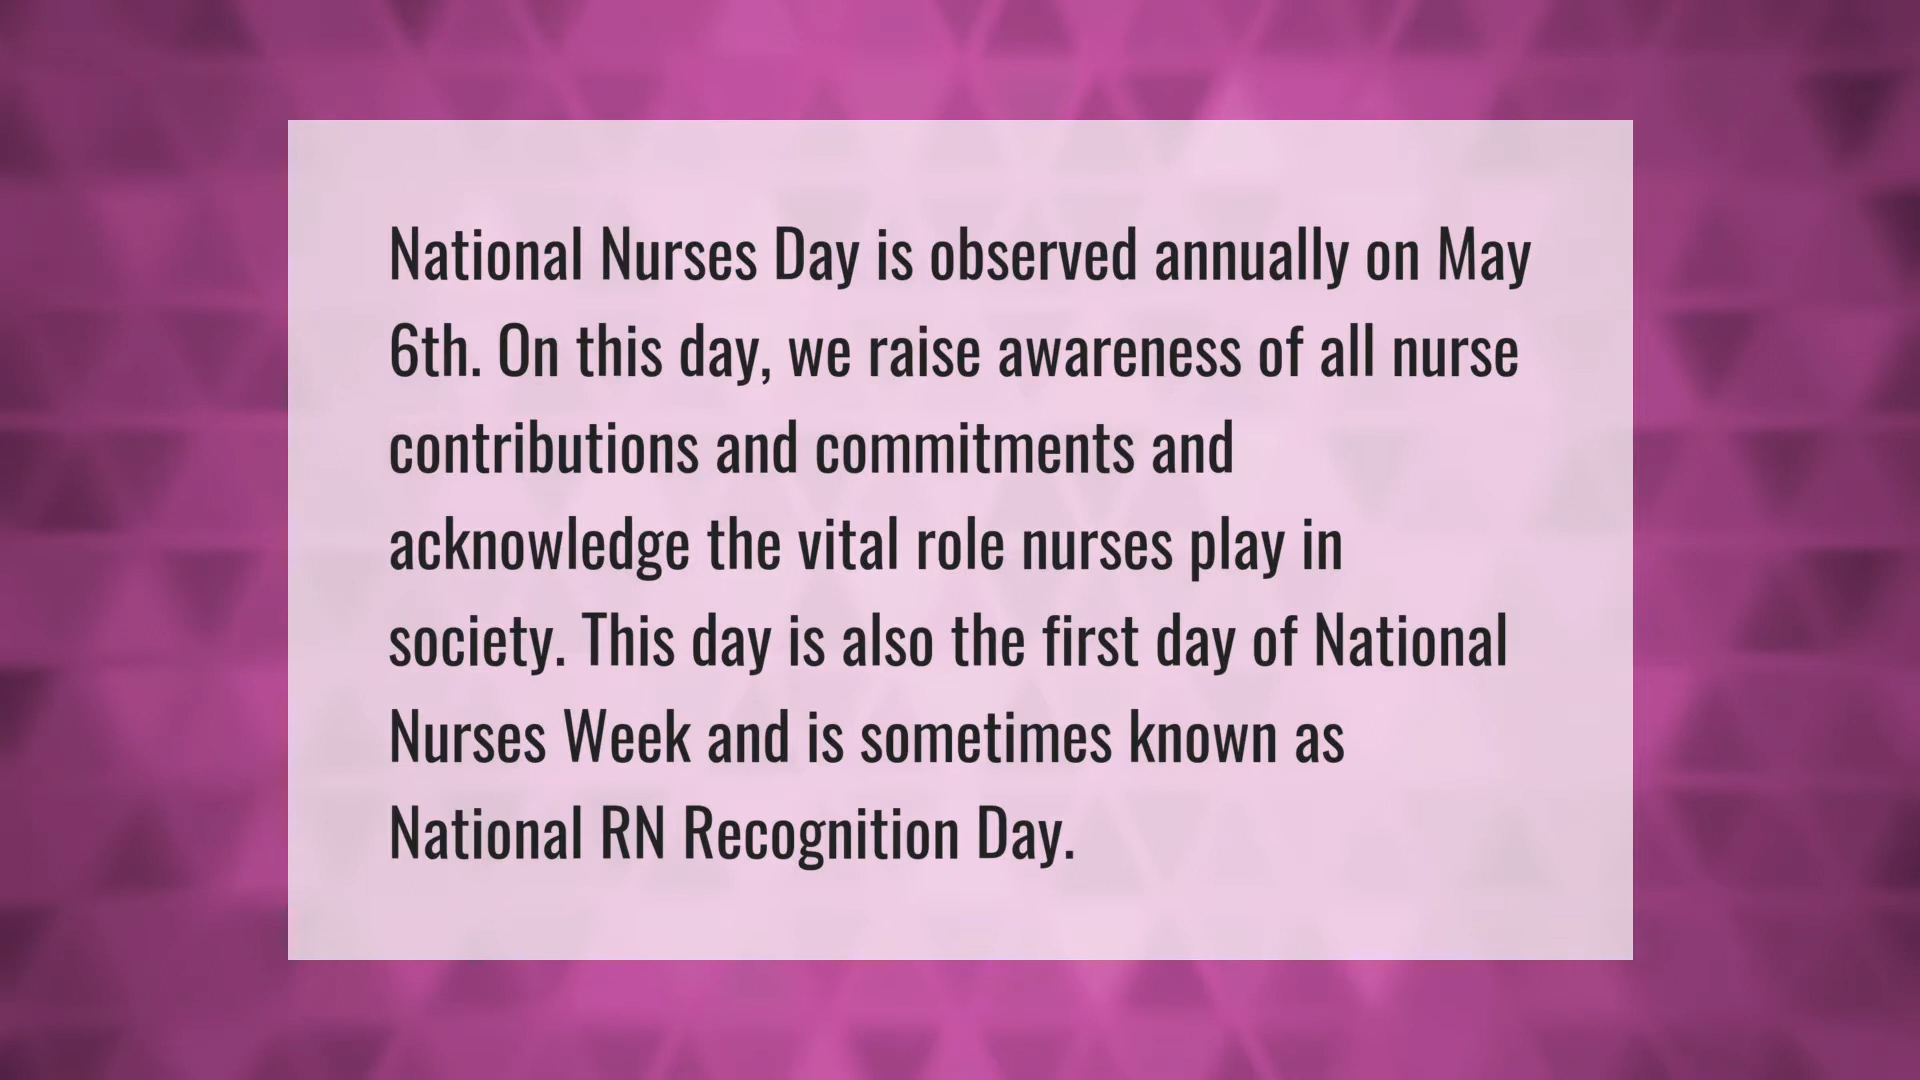 National Nurses Day is observed annually on May
6th. On this day, we raise awareness of all nurse
contributions and commitments and
acknowledge the vital role nurses play in
society. This day is also the first day of National
Nurses Week and is sometimes known as
National RN Recognition Day.